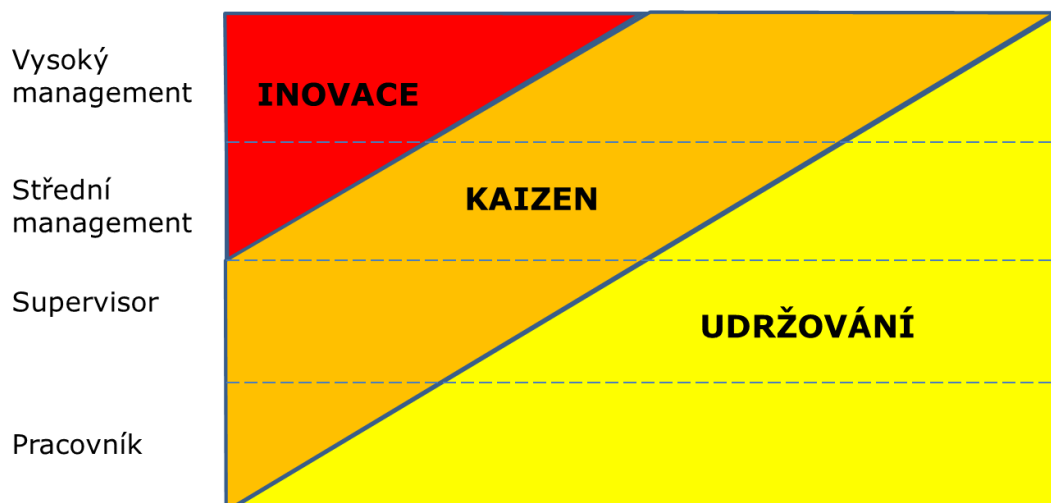 Vysoký
management
INOVACE
Střední
management
KAIZEN
Supervisor
UDRŽOVÁNÍ
Pracovník